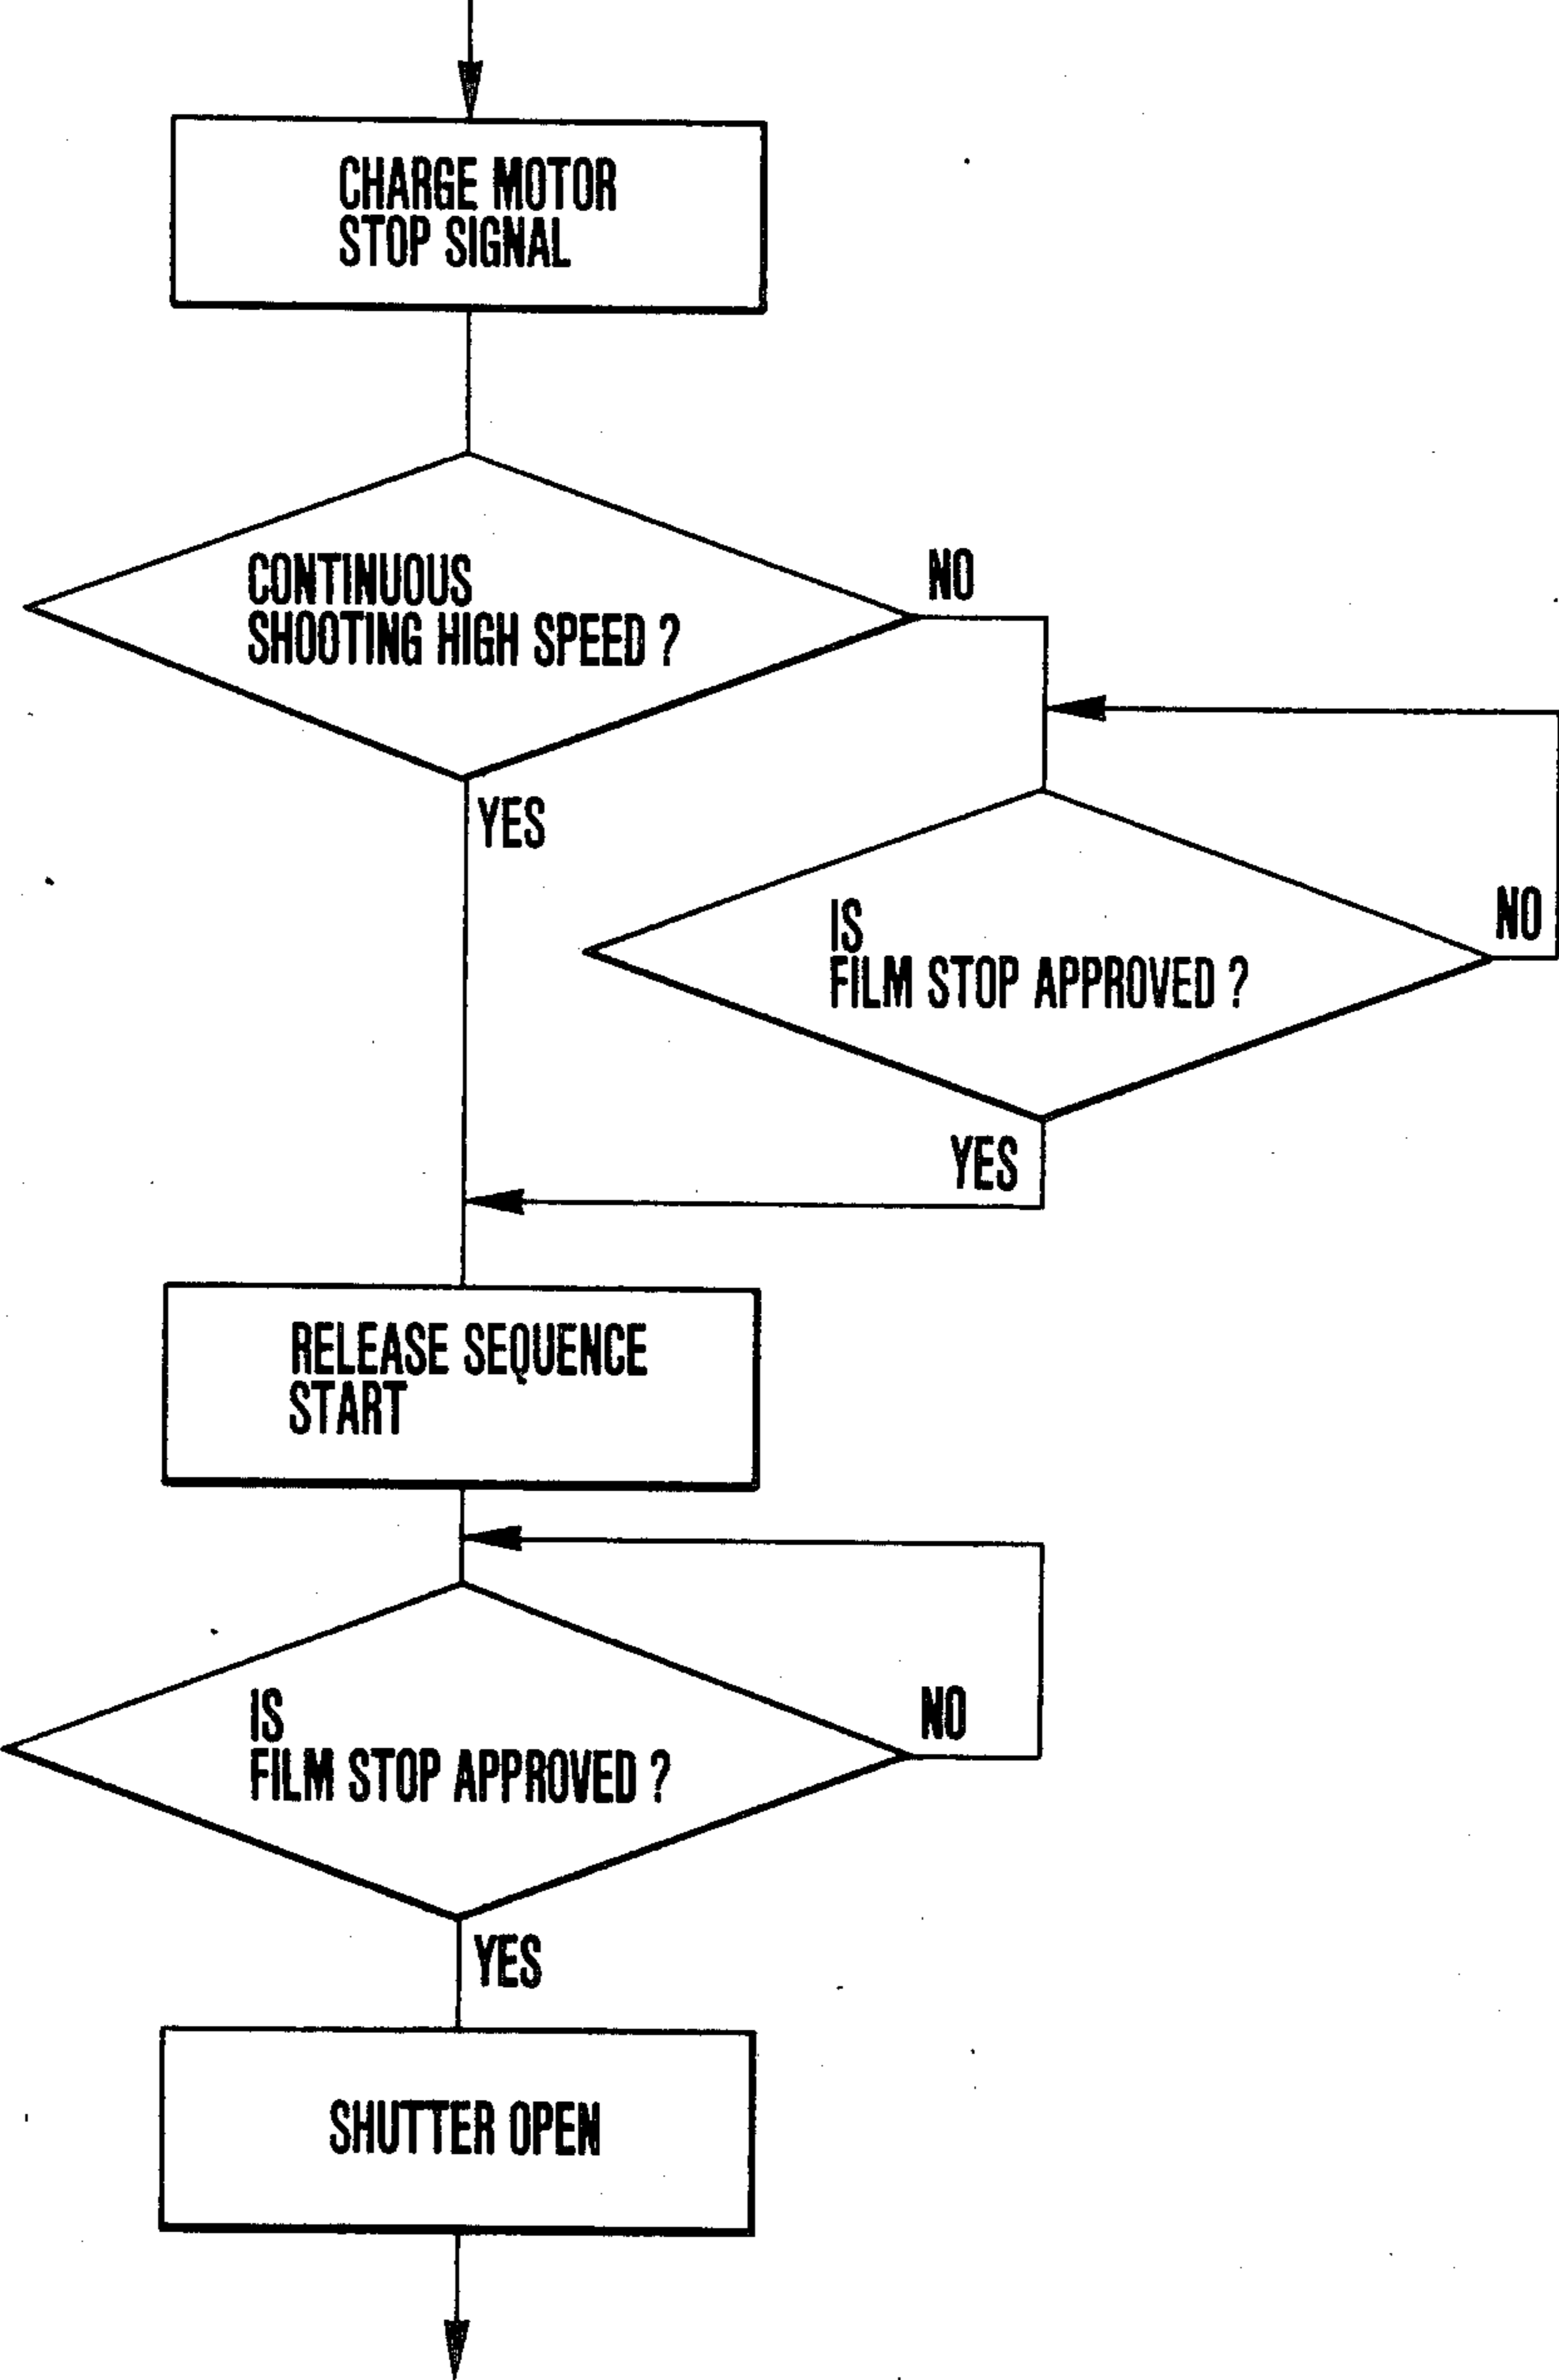 CHARGE MOTOR
STOP SIGNAL
CONTINUOUS
SHOOTING HIGH SPEED ?
NO
YES
IS
FILM STOP APPROVED ?
NO
YES
RELEASE SEQUENCE
START
IS
FILM STOP APPROVED ?
NO
YES
SHUTTER OPEN